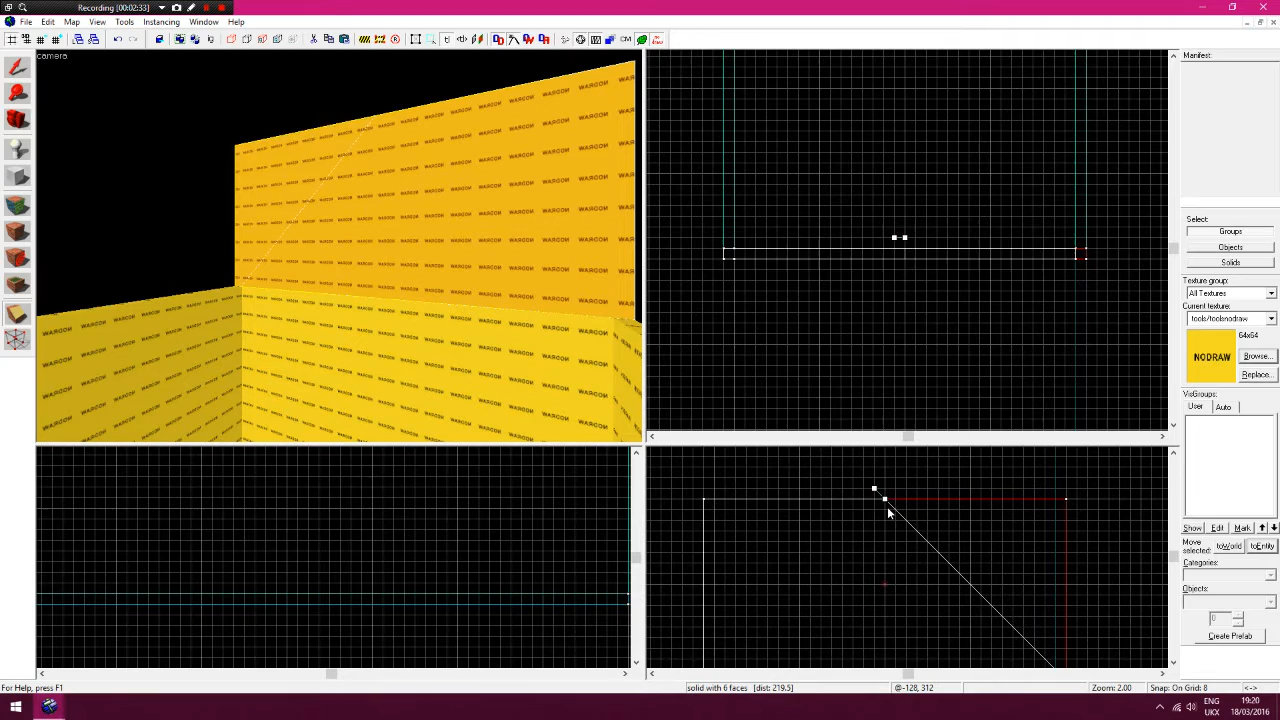 Recording [00:02:33]
File Edit Map View Tools Instancing Window Help
camera
Manifest:
Select:
Groups
Objects
Solids
Texture group:
All Textures
Current texture:
tools/toolsnodraw
64x64
NODRAW
Browse...
Replace...
VisGroups:
User Auto
Show Edit Mark
Move selected: toWorld toEntity
Categories:
Objects:
0
Create Prefab
For Help, press F1
solid with 6 faces [dist: 219.5]
@-128, 312
Zoom: 2.00
Snap: On Grid: 8
<->
ENG
UKX
19:20
18/03/2016